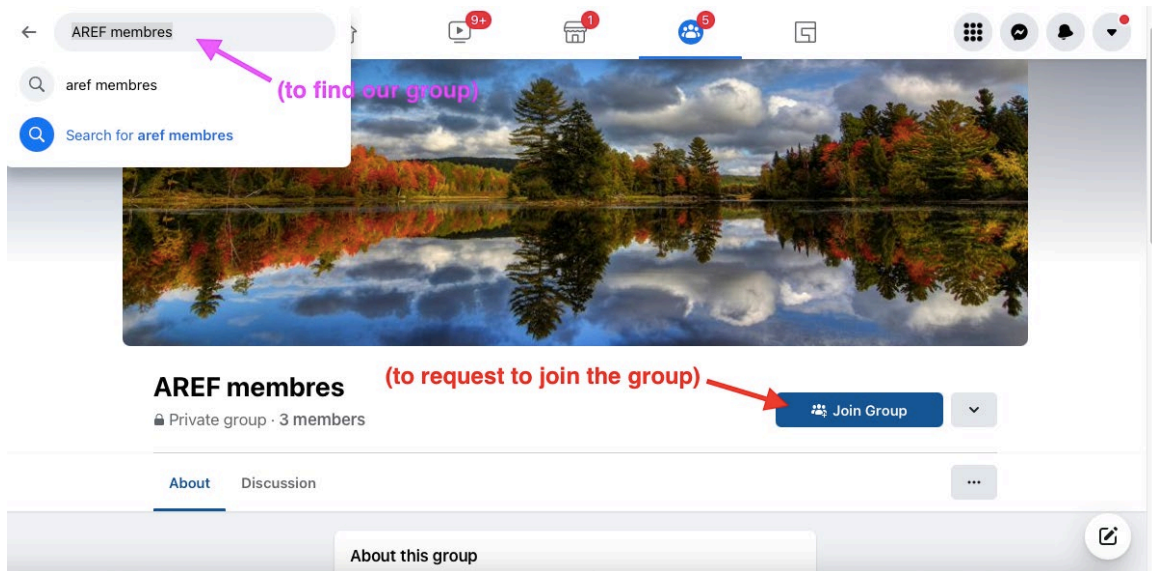 AREF membres
9+
1
5
aref membres
(to find our group)
Search for aref membres
AREF membres
(to request to join the group)
Join Group
Private group · 3 members
About
Discussion
About this group